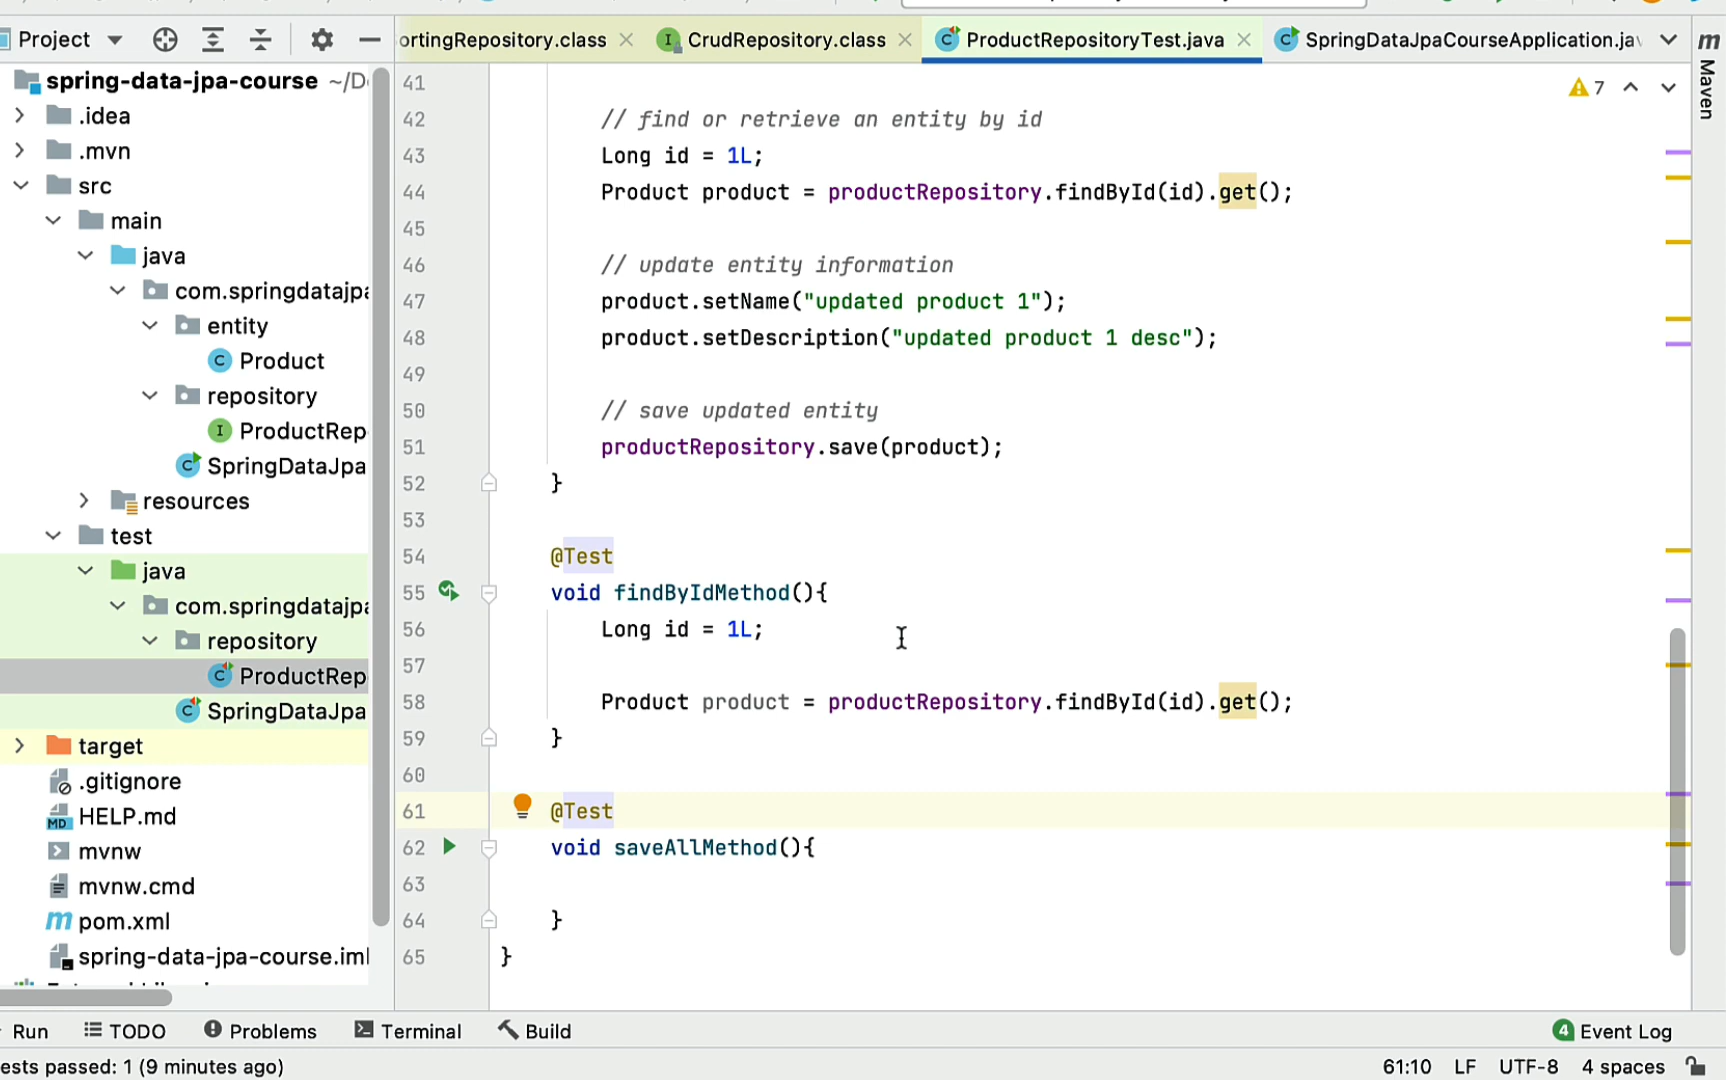 Project
ortingRepository.class
CrudRepository.class
ProductRepositoryTest.java
SpringDataJpaCourseApplication.ja
m
Maven
spring-data-jpa-course ~/D
.idea
.mvn
src
main
java
com.springdatajpa
entity
Product
repository
ProductRep
SpringDataJpa
resources
test
java
com.springdatajpa
repository
ProductRep
SpringDataJpa
target
.gitignore
HELP.md
mvnw
mvnw.cmd
pom.xml
spring-data-jpa-course.iml
7
41
42 // find or retrieve an entity by id
43 Long id = 1L;
44 Product product = productRepository.findById(id).get();
45
46 // update entity information
47 product.setName("updated product 1");
48 product.setDescription("updated product 1 desc");
49
50 // save updated entity
51 productRepository.save(product);
52 }
53
54 @Test
55 void findByIdMethod(){
56 Long id = 1L;
57
58 Product product = productRepository.findById(id).get();
59 }
60
61 @Test
62 void saveAllMethod(){
63
64 }
65 }
Run TODO Problems Terminal Build 4 Event Log
ests passed: 1 (9 minutes ago) 61:10 LF UTF-8 4 spaces